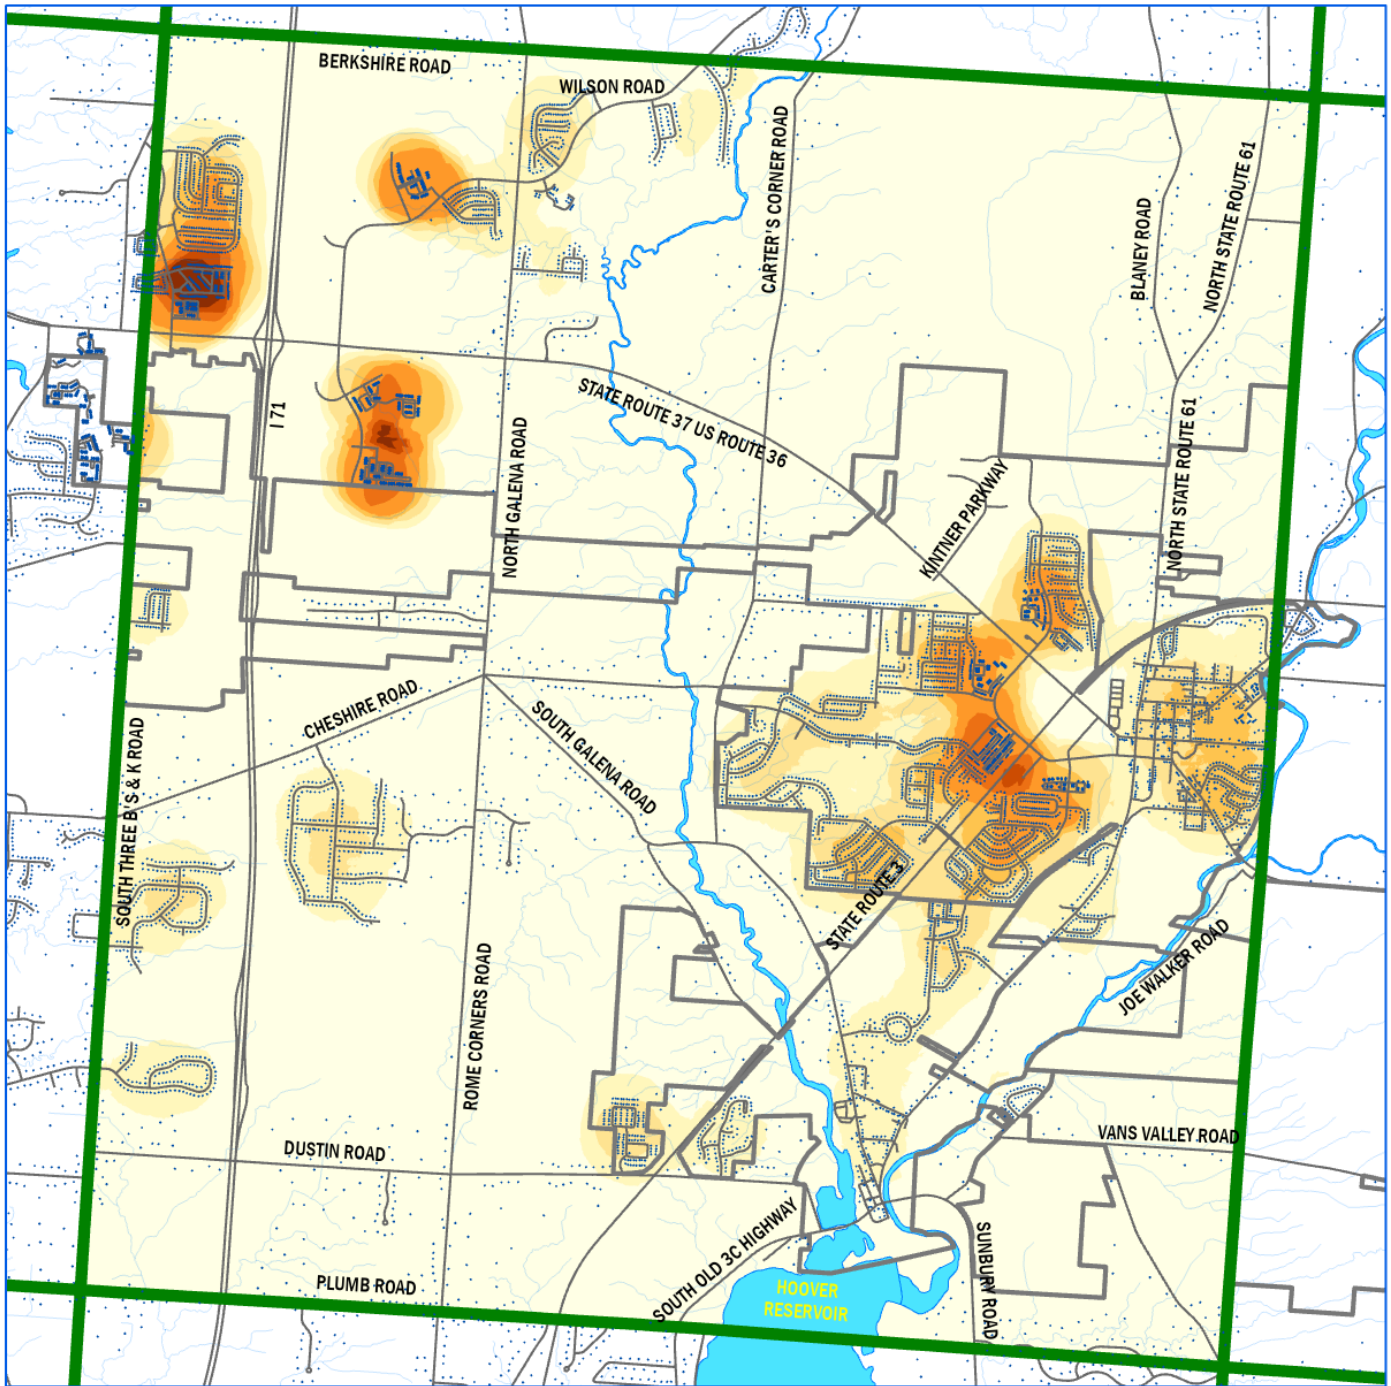 BERKSHIRE ROAD
WILSON ROAD
CARTER'S CORNER ROAD
BLANEY ROAD
NORTH STATE ROUTE 61
I 71
STATE ROUTE 37 US ROUTE 36
NORTH GALENA ROAD
KINTNER PARKWAY
NORTH STATE ROUTE 61
CHESHIRE ROAD
SOUTH GALENA ROAD
SOUTH THREE B'S & K ROAD
STATE ROUTE 3
JOE WALKER ROAD
ROME CORNERS ROAD
DUSTIN ROAD
VANS VALLEY ROAD
SOUTH OLD 3C HIGHWAY
SUNBURY ROAD
PLUMB ROAD
HOOVER
RESERVOIR